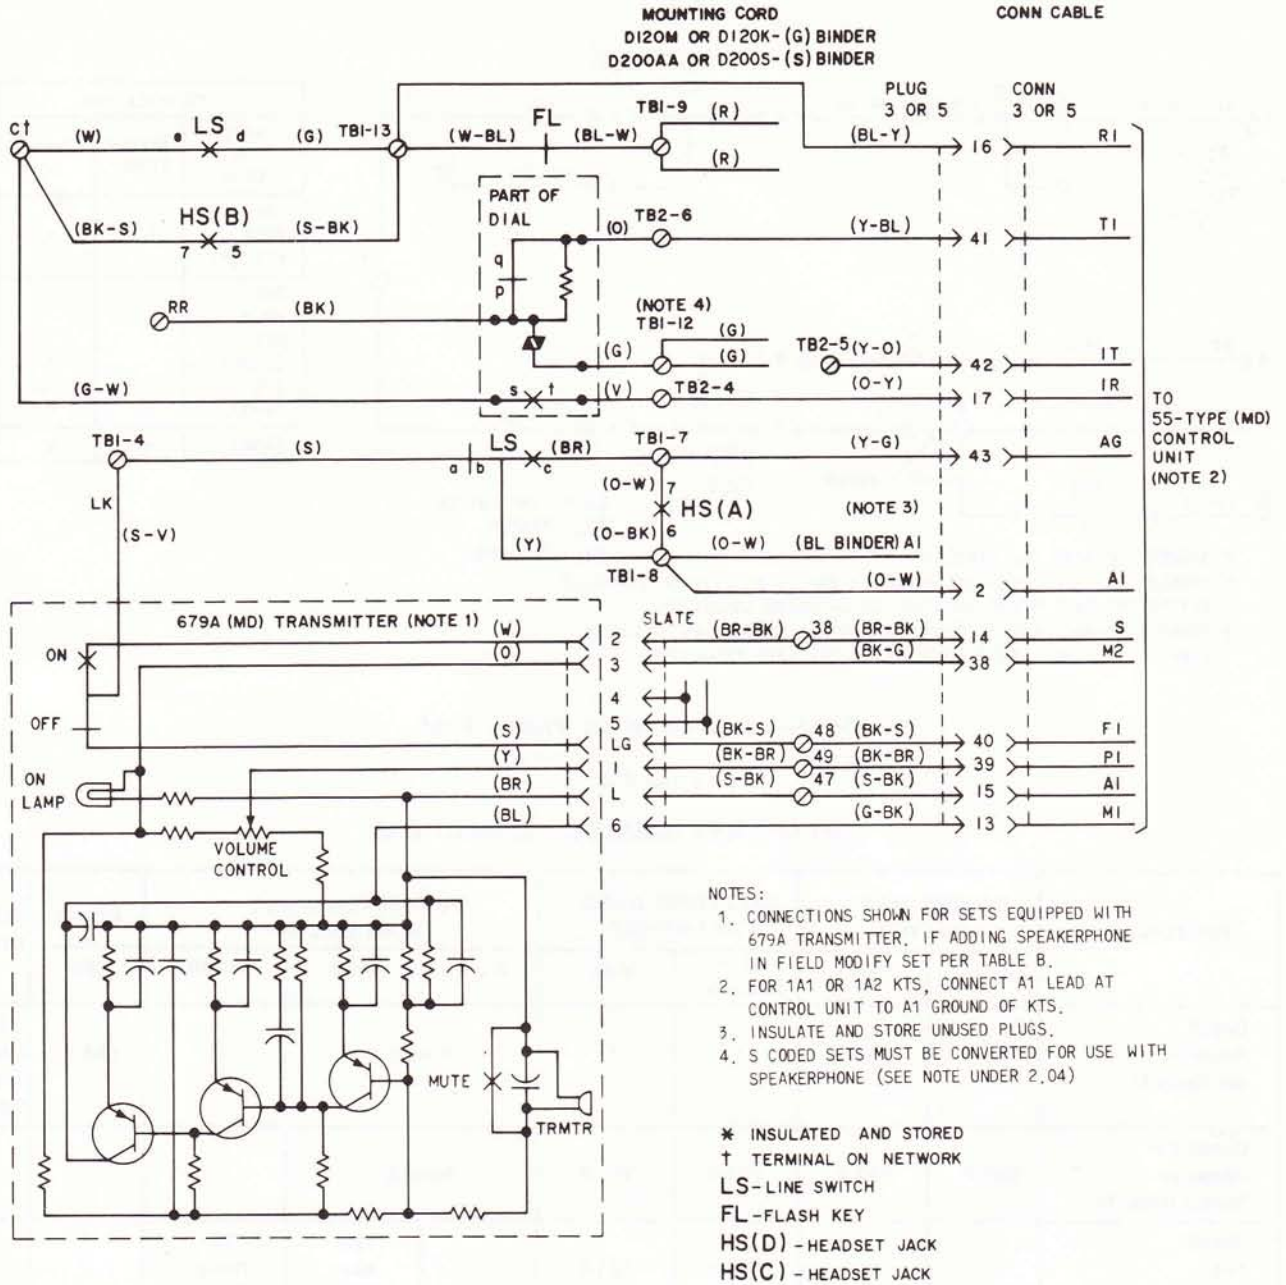 MOUNTING CORD
D120M OR D120K-(G) BINDER
D200AA OR D200S-(S) BINDER
CONN CABLE
PLUG
3 OR 5
CONN
3 OR 5
C†
(W)
e LS d
(G)
TB1-13
(W-BL)
FL
(BL-W)
TB1-9
(R)
(R)
(BL-Y)
16
R1
(BK-S)
HS(B)
7 5
(S-BK)
PART OF
DIAL
q
p
(O)
TB2-6
(Y-BL)
41
T1
RR
(BK)
(NOTE 4)
TB1-12
(G)
(G)
(G)
TB2-5 (Y-O)
42
1T
(G-W)
s t
(V)
TB2-4
(O-Y)
17
1R
TO
55-TYPE (MD)
CONTROL
UNIT
(NOTE 2)
TB1-4
(S)
LS
a b c
(BR)
TB1-7
(Y-G)
43
AG
LK
(S-V)
(O-W) 7
HS(A)
(NOTE 3)
(O-BK) 6
(Y)
(O-W)
(BL BINDER) A1
TB1-8
(O-W)
2
A1
679A (MD) TRANSMITTER (NOTE 1)
SLATE
ON
(W)
2
(BR-BK) 38 (BR-BK)
14
S
(O)
3
(BK-G)
38
M2
4
OFF
5
(S)
LG
(BK-S) 48 (BK-S)
40
F1
(Y)
1
(BK-BR) 49 (BK-BR)
39
P1
ON
LAMP
(BR)
L
(S-BK) 47 (S-BK)
15
A1
(BL)
6
(G-BK)
13
M1
VOLUME
CONTROL
MUTE
TRMTR
NOTES:
1. CONNECTIONS SHOWN FOR SETS EQUIPPED WITH
679A TRANSMITTER. IF ADDING SPEAKERPHONE
IN FIELD MODIFY SET PER TABLE B.
2. FOR 1A1 OR 1A2 KTS, CONNECT A1 LEAD AT
CONTROL UNIT TO A1 GROUND OF KTS.
3. INSULATE AND STORE UNUSED PLUGS.
4. S CODED SETS MUST BE CONVERTED FOR USE WITH
SPEAKERPHONE (SEE NOTE UNDER 2.04)
* INSULATED AND STORED
† TERMINAL ON NETWORK
LS-LINE SWITCH
FL-FLASH KEY
HS(D)-HEADSET JACK
HS(C)-HEADSET JACK